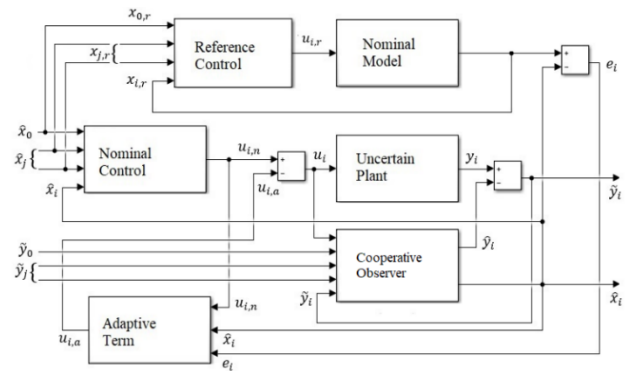 x₀,ᵣ
xⱼ,ᵣ{
xᵢ,ᵣ
Reference
Control
uᵢ,ᵣ
Nominal
Model
+
−
eᵢ
x̂₀
x̂ⱼ{
x̂ᵢ
Nominal
Control
uᵢ,ₙ
uᵢ,ₐ
+
−
uᵢ
Uncertain
Plant
yᵢ
+
−
ỹᵢ
ŷᵢ
ỹ₀
ỹⱼ{
ỹᵢ
Cooperative
Observer
x̂ᵢ
Adaptive
Term
uᵢ,ₐ
uᵢ,ₙ
x̂ᵢ
eᵢ